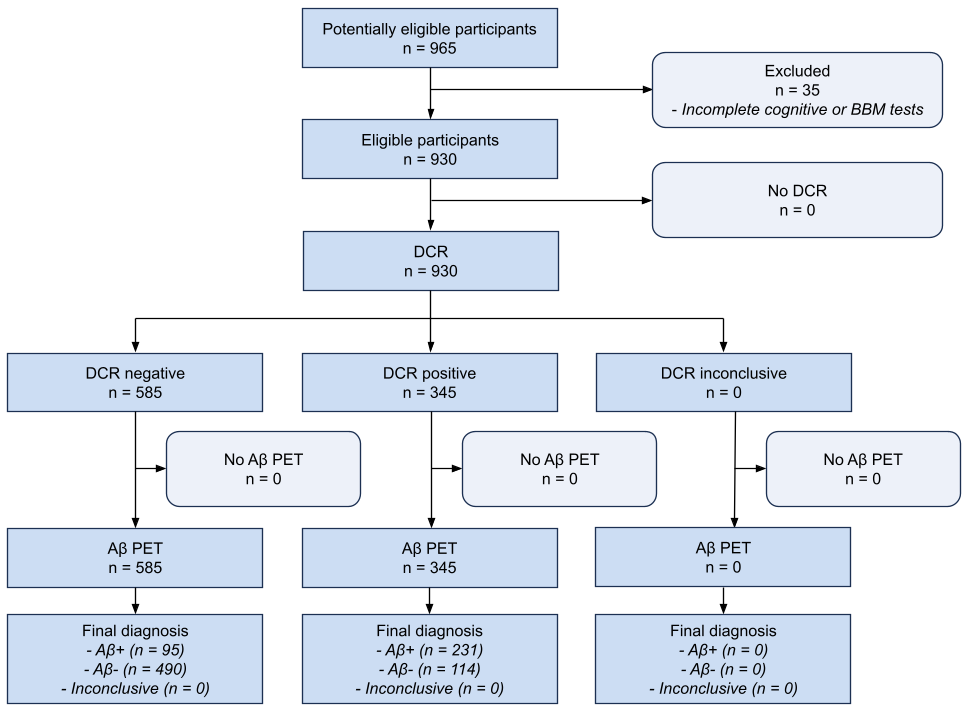 Potentially eligible participants
n = 965
Excluded
n = 35
- Incomplete cognitive or BBM tests
Eligible participants
n = 930
No DCR
n = 0
DCR
n = 930
DCR negative
n = 585
DCR positive
n = 345
DCR inconclusive
n = 0
No Aβ PET
n = 0
No Aβ PET
n = 0
No Aβ PET
n = 0
Aβ PET
n = 585
Aβ PET
n = 345
Aβ PET
n = 0
Final diagnosis
- Aβ+ (n = 95)
- Aβ- (n = 490)
- Inconclusive (n = 0)
Final diagnosis
- Aβ+ (n = 231)
- Aβ- (n = 114)
- Inconclusive (n = 0)
Final diagnosis
- Aβ+ (n = 0)
- Aβ- (n = 0)
- Inconclusive (n = 0)